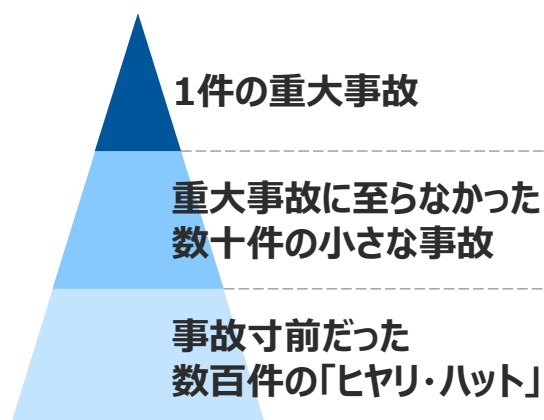 1件の重大事故
重大事故に至らなかった
数十件の小さな事故
事故寸前だった
数百件の「ヒヤリ・ハット」